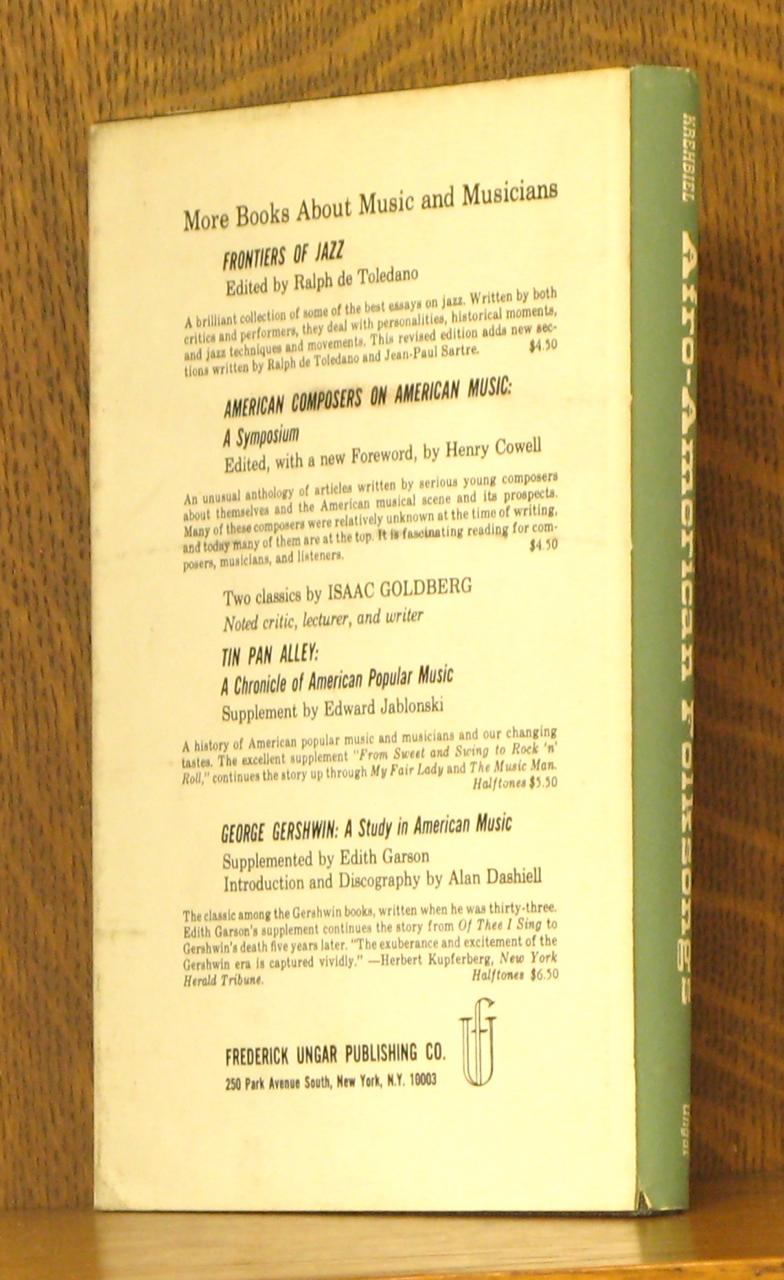 More Books About Music and Musicians
FRONTIERS OF JAZZ
Edited by Ralph de Toledano
A brilliant collection of some of the best essays on jazz. Written by both
critics and performers, they deal with personalities, historical moments,
and jazz techniques and movements. This revised edition adds new sec-
tions written by Ralph de Toledano and Jean-Paul Sartre. $4.50
AMERICAN COMPOSERS ON AMERICAN MUSIC:
A Symposium
Edited, with a new Foreword, by Henry Cowell
An unusual anthology of articles written by serious young composers
about themselves and the American musical scene and its prospects.
Many of these composers were relatively unknown at the time of writing,
and today many of them are at the top. It is fascinating reading for com-
posers, musicians, and listeners. $4.50
Two classics by ISAAC GOLDBERG
Noted critic, lecturer, and writer
TIN PAN ALLEY:
A Chronicle of American Popular Music
Supplement by Edward Jablonski
A history of American popular music and musicians and our changing
tastes. The excellent supplement "From Sweet and Swing to Rock 'n'
Roll," continues the story up through My Fair Lady and The Music Man.
Halftones $5.50
GEORGE GERSHWIN: A Study in American Music
Supplemented by Edith Garson
Introduction and Discography by Alan Dashiell
The classic among the Gershwin books, written when he was thirty-three.
Edith Garson's supplement continues the story from Of Thee I Sing to
Gershwin's death five years later. "The exuberance and excitement of the
Gershwin era is captured vividly." —Herbert Kupferberg, New York
Herald Tribune. Halftones $6.50
FREDERICK UNGAR PUBLISHING CO.
250 Park Avenue South, New York, N.Y. 10003
KREHBIEL Afro-American Folksongs Ungar